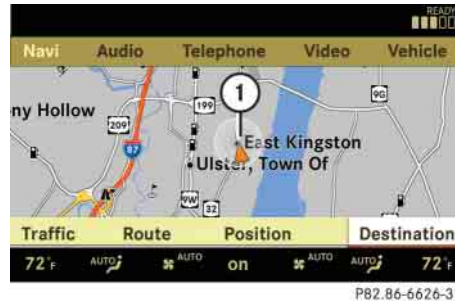 READY
Navi Audio Telephone Video Vehicle
ny Hollow
199
1
9G
209
87
East Kingston
Ulster, Town Of
9W
32
Traffic Route Position Destination
72°F AUTO AUTO on AUTO AUTO 72°F
P82.86-6626-3